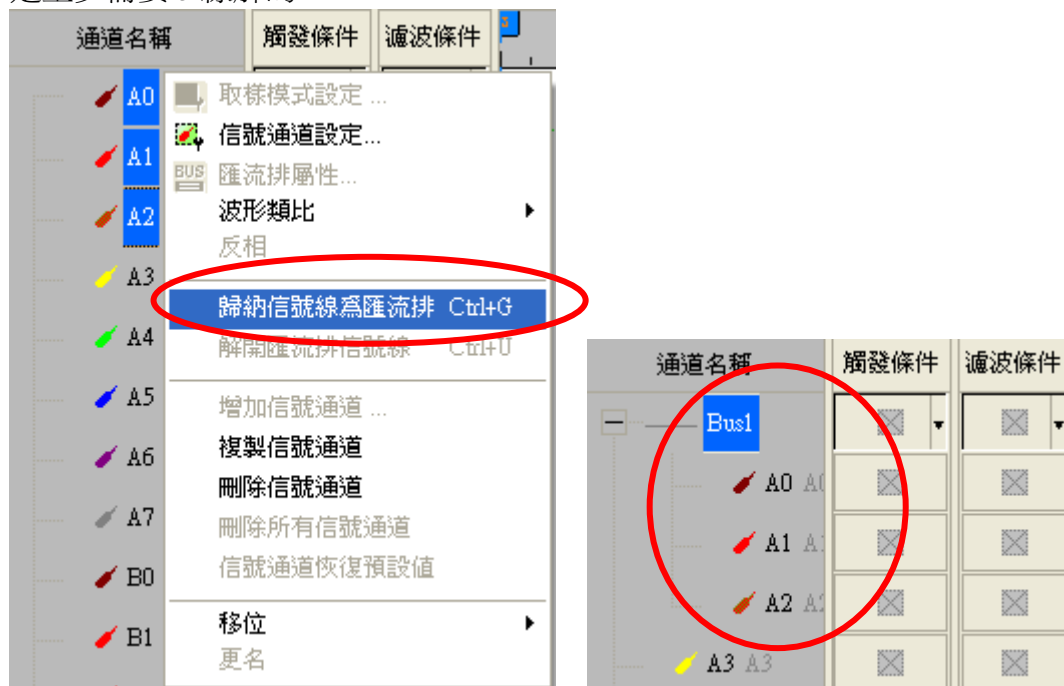 通道名稱 觸發條件 濾波條件
A0
A1
A2
A3
A4
A5
A6
A7
B0
B1
取樣模式設定 ...
信號通道設定...
BUS 匯流排屬性...
波形類比
反相
歸納信號線爲匯流排 Ctrl+G
解開匯流排信號線 Ctrl+U
增加信號通道 ...
複製信號通道
刪除信號通道
刪除所有信號通道
信號通道恢復預設值
移位
更名
通道名稱 觸發條件 濾波條件
Bus1
A0 A0
A1 A1
A2 A2
A3 A3